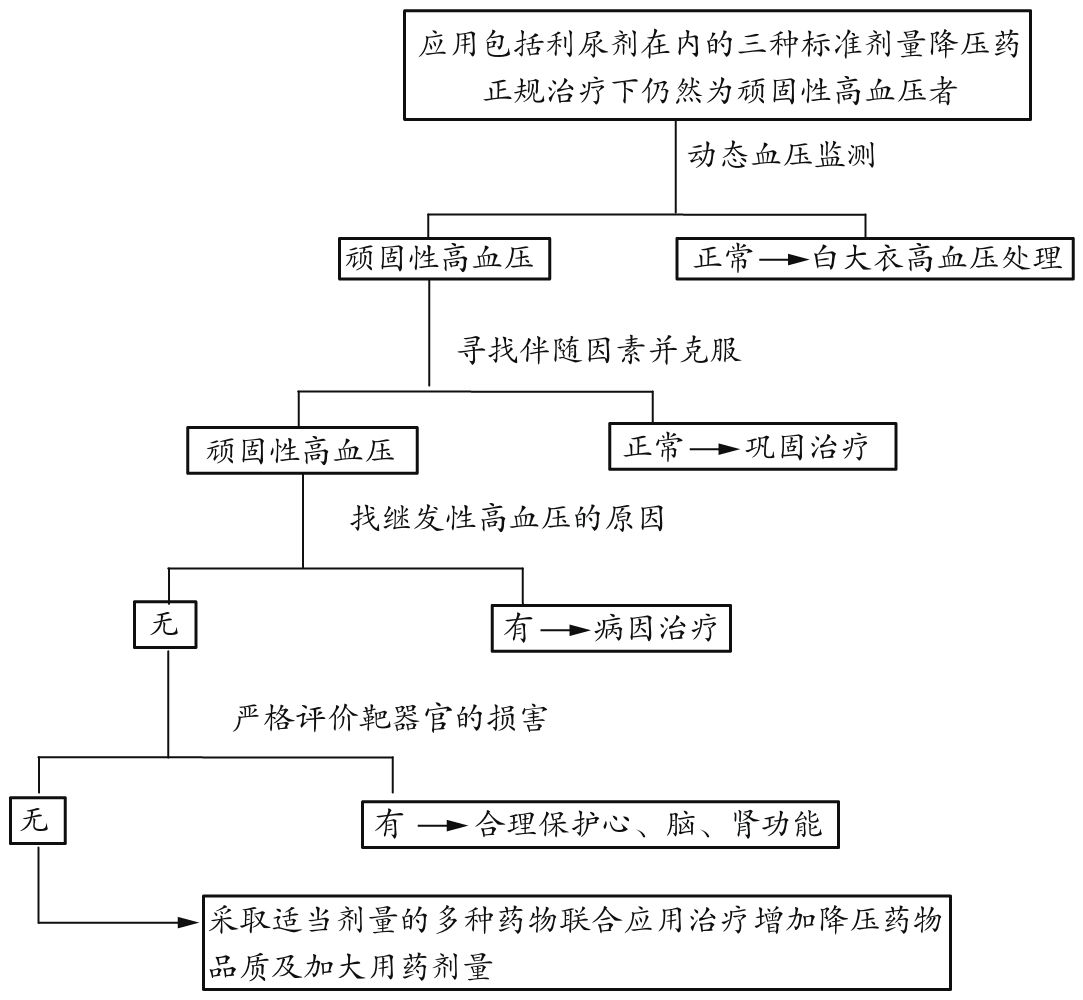 应用包括利尿剂在内的三种标准剂量降压药
正规治疗下仍然为顽固性高血压者
动态血压监测
顽固性高血压
正常→白大衣高血压处理
寻找伴随因素并克服
顽固性高血压
正常→巩固治疗
找继发性高血压的原因
无
有→病因治疗
严格评价靶器官的损害
无
有→合理保护心、脑、肾功能
采取适当剂量的多种药物联合应用治疗增加降压药物
品质及加大用药剂量